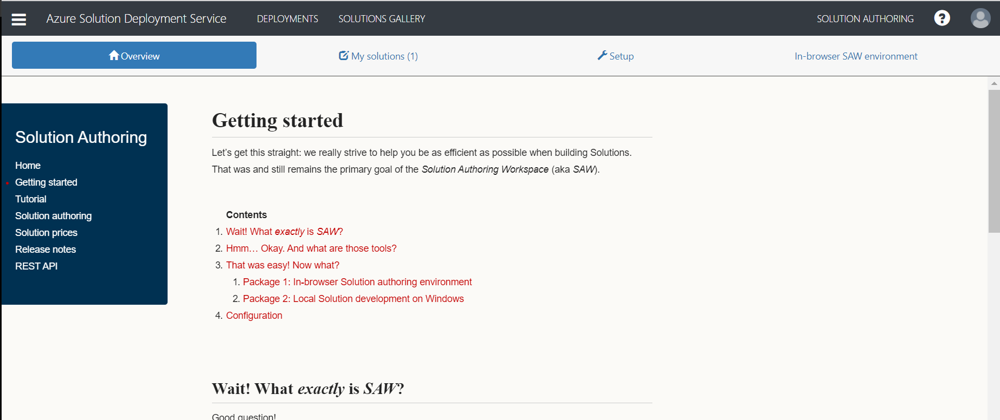 Azure Solution Deployment Service DEPLOYMENTS SOLUTIONS GALLERY SOLUTION AUTHORING ?
Overview My solutions (1) Setup In-browser SAW environment
Solution Authoring
Home
Getting started
Tutorial
Solution authoring
Solution prices
Release notes
REST API
Getting started
Let’s get this straight: we really strive to help you be as efficient as possible when building Solutions.
That was and still remains the primary goal of the Solution Authoring Workspace (aka SAW).
Contents
1. Wait! What exactly is SAW?
2. Hmm… Okay. And what are those tools?
3. That was easy! Now what?
1. Package 1: In-browser Solution authoring environment
2. Package 2: Local Solution development on Windows
4. Configuration
Wait! What exactly is SAW?
Good question!